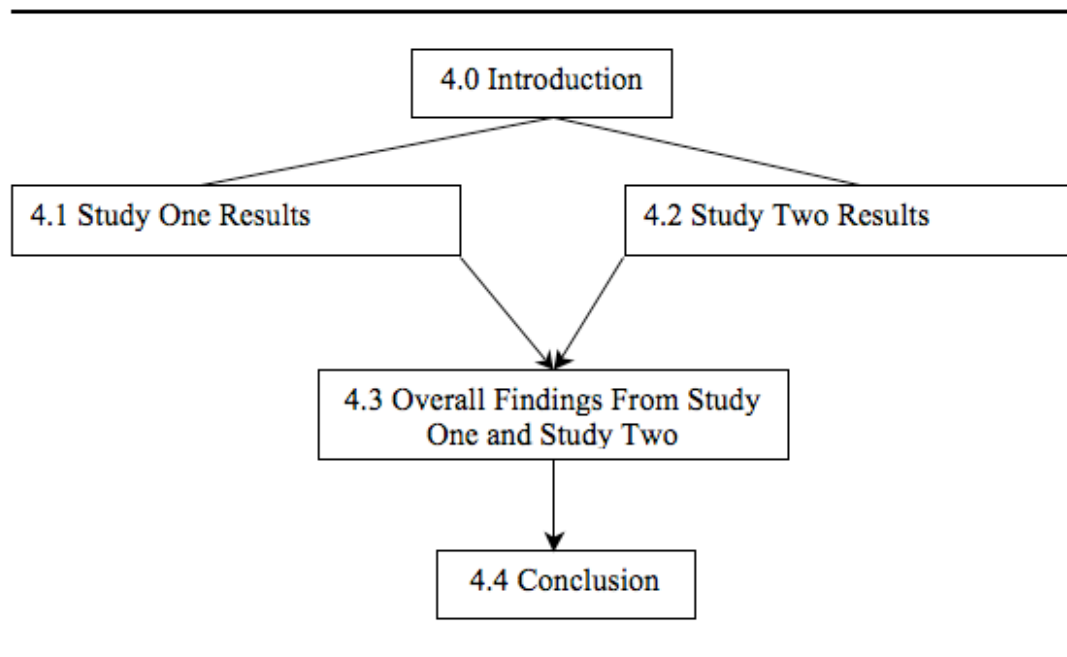 4.0 Introduction
4.1 Study One Results
4.2 Study Two Results
4.3 Overall Findings From Study
One and Study Two
4.4 Conclusion